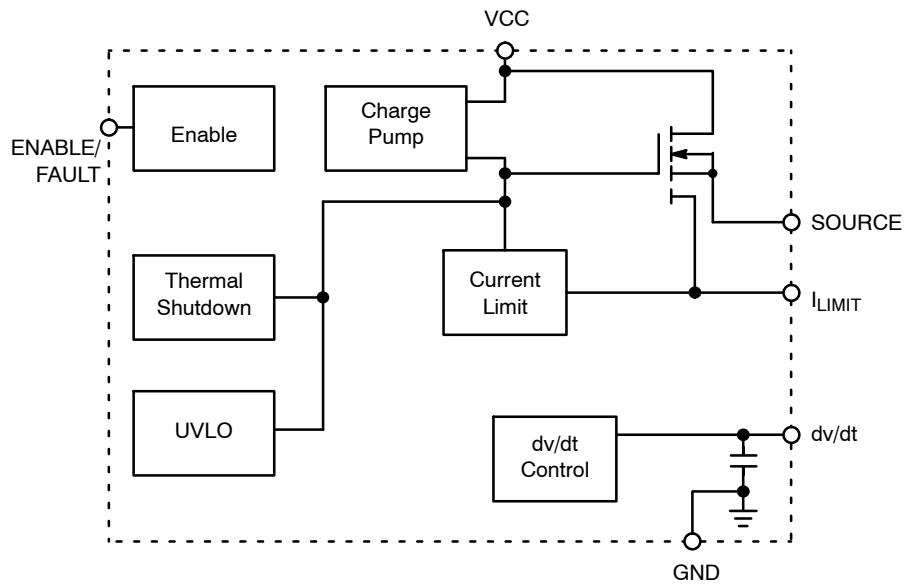 VCC
ENABLE/
FAULT
Enable
Charge
Pump
SOURCE
Thermal
Shutdown
Current
Limit
ILIMIT
UVLO
dv/dt
Control
dv/dt
GND